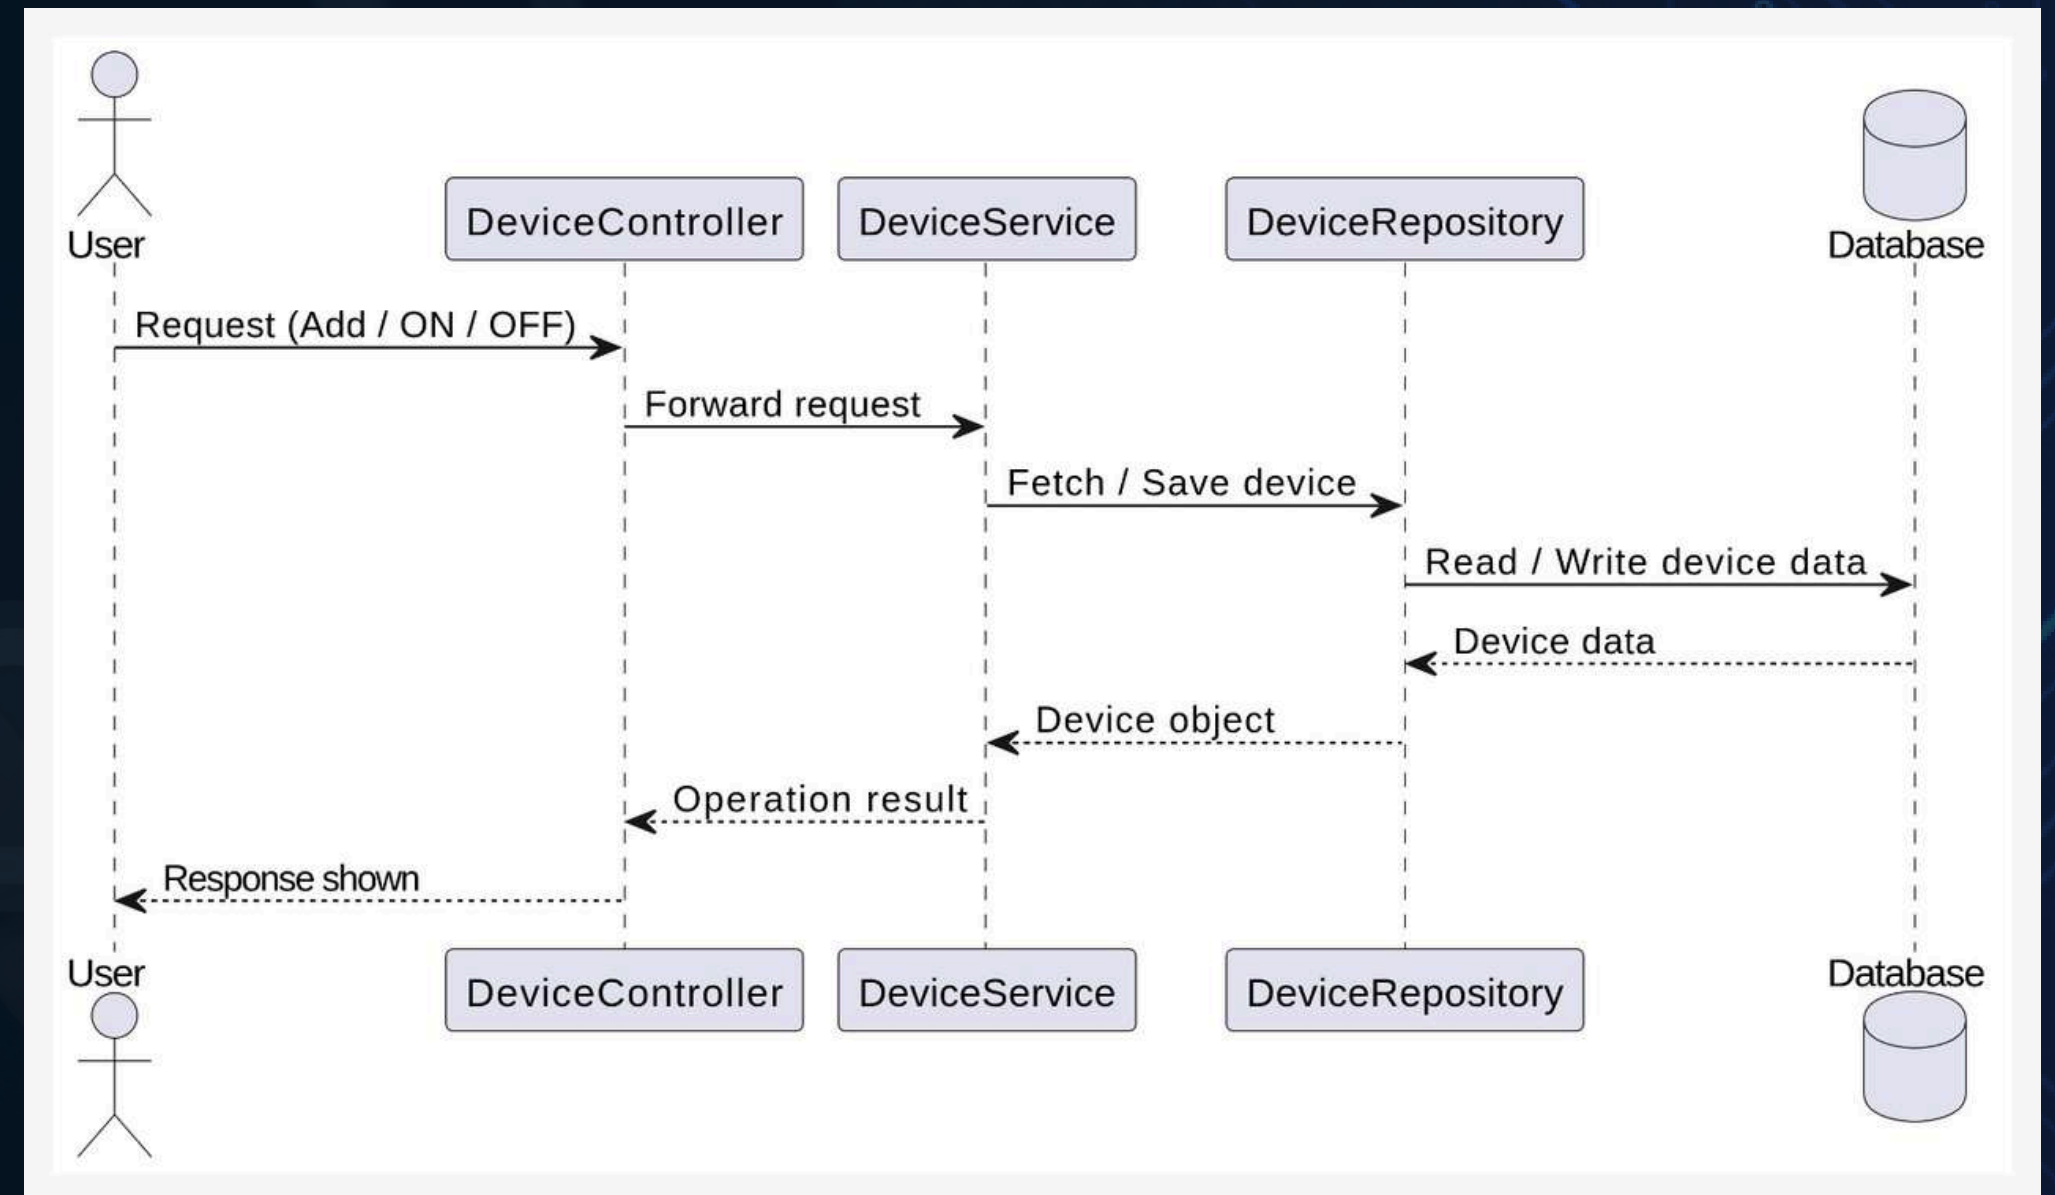 User
DeviceController
DeviceService
DeviceRepository
Database
Request (Add / ON / OFF)
Forward request
Fetch / Save device
Read / Write device data
Device data
Device object
Operation result
Response shown
User
DeviceController
DeviceService
DeviceRepository
Database